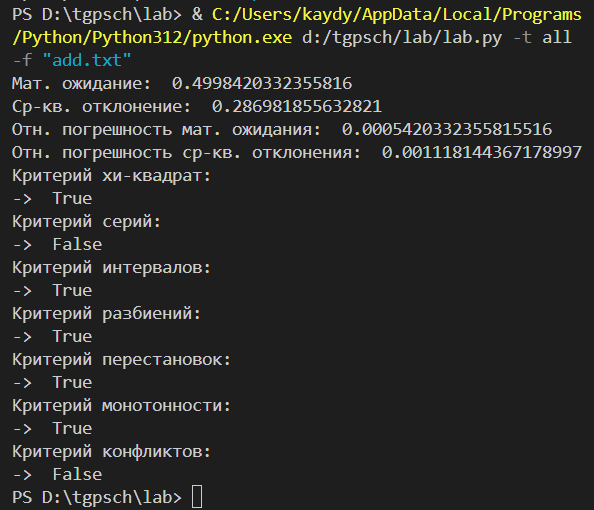 PS D:\tgpsch\lab> & C:/Users/kaydy/AppData/Local/Programs
/Python/Python312/python.exe d:/tgpsch/lab/lab.py -t all
-f "add.txt"
Мат. ожидание:  0.4998420332355816
Ср-кв. отклонение:  0.286981855632821
Отн. погрешность мат. ожидания:  0.0005420332355815516
Отн. погрешность ср-кв. отклонения:  0.001118144367178997
Критерий хи-квадрат:
->  True
Критерий серий:
->  False
Критерий интервалов:
->  True
Критерий разбиений:
->  True
Критерий перестановок:
->  True
Критерий монотонности:
->  True
Критерий конфликтов:
->  False
PS D:\tgpsch\lab>